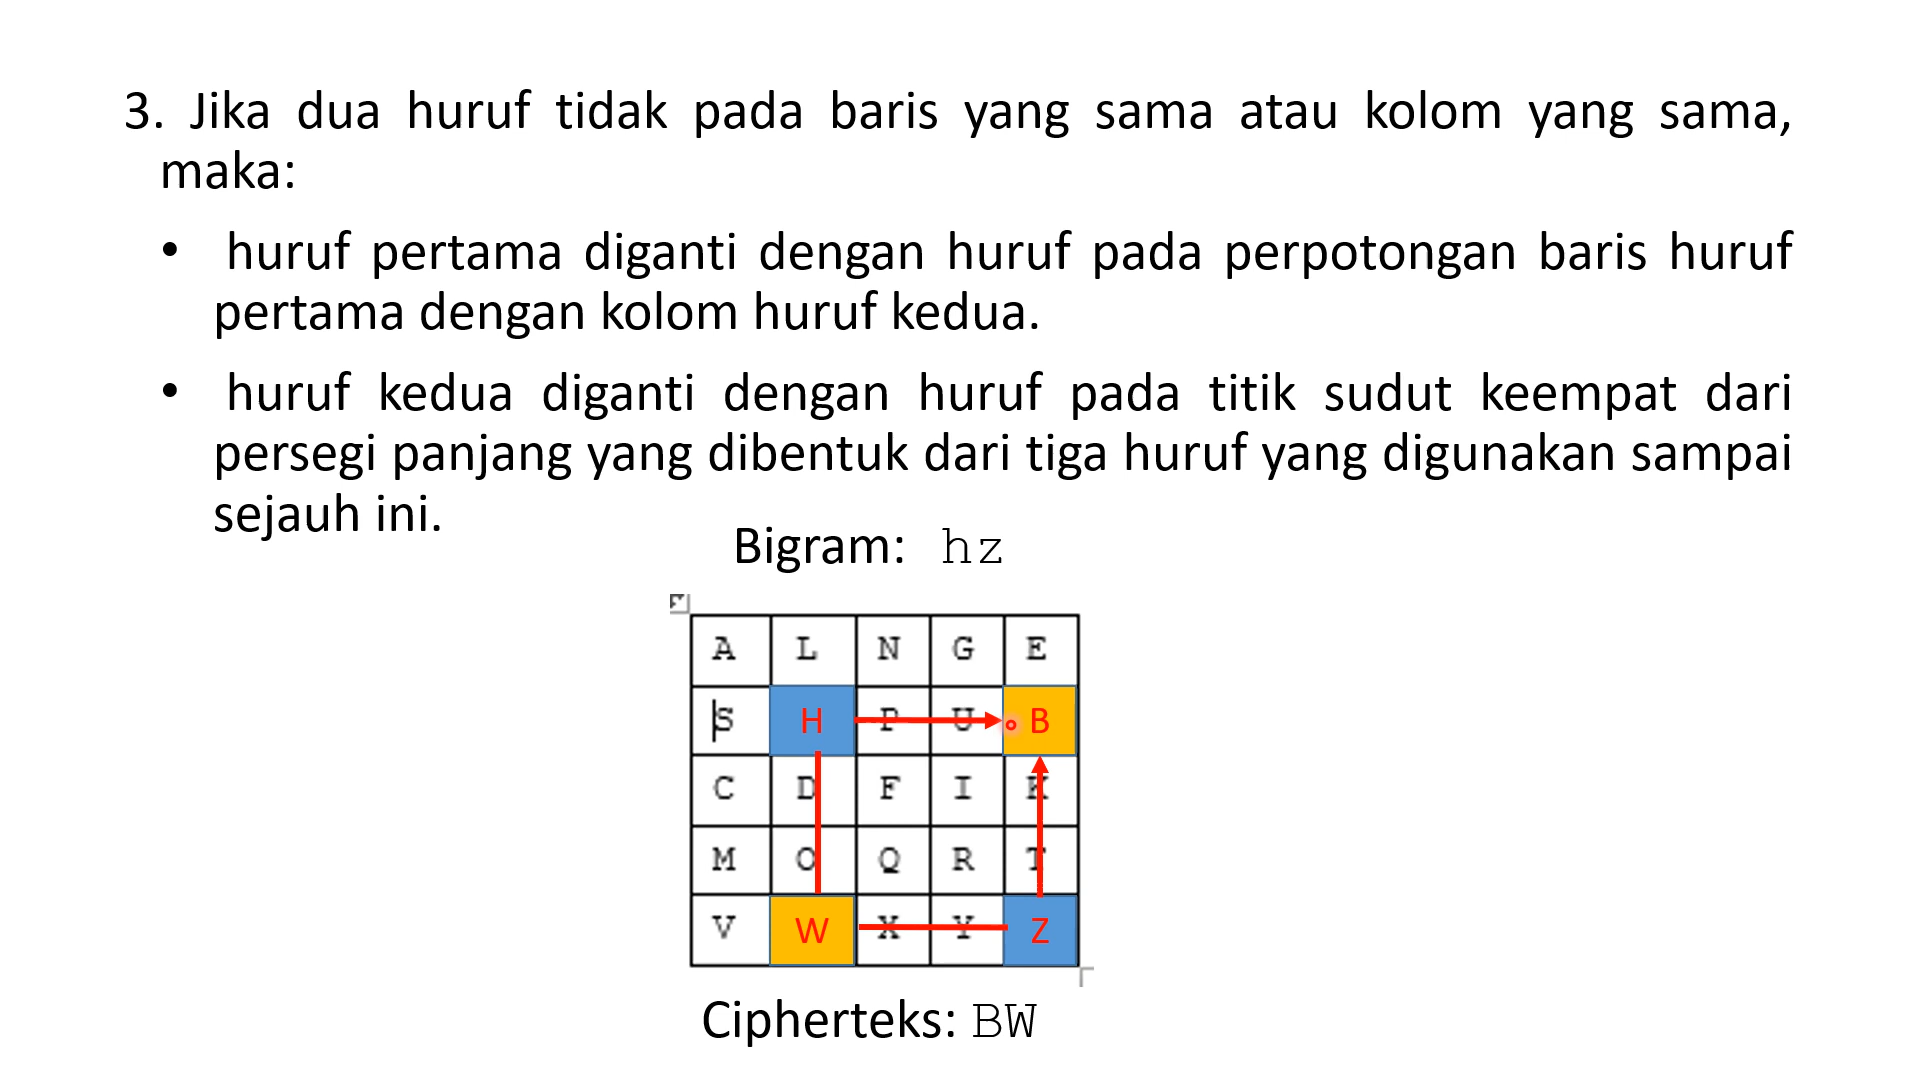 3. Jika dua huruf tidak pada baris yang sama atau kolom yang sama,
maka:
• huruf pertama diganti dengan huruf pada perpotongan baris huruf
pertama dengan kolom huruf kedua.
• huruf kedua diganti dengan huruf pada titik sudut keempat dari
persegi panjang yang dibentuk dari tiga huruf yang digunakan sampai
sejauh ini.
Bigram: hz
A L N G E
S H P U B
C D F I K
M O Q R T
V W X Y Z
Cipherteks: BW